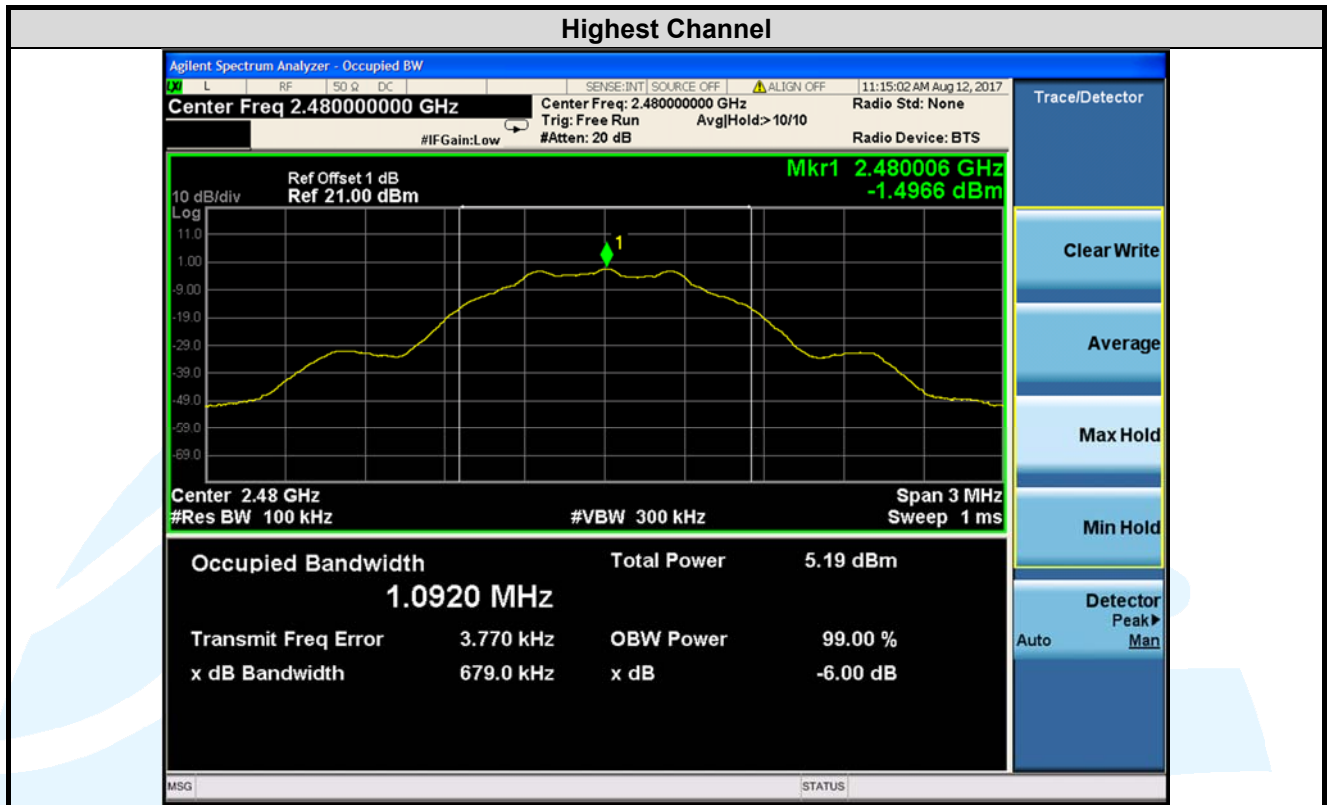 Highest Channel
Agilent Spectrum Analyzer - Occupied BW
LXI L RF 50 Ω DC SENSE:INT SOURCE OFF ALIGN OFF 11:15:02 AM Aug 12, 2017
Center Freq 2.480000000 GHz
Center Freq: 2.480000000 GHz
Radio Std: None
Trig: Free Run Avg|Hold:> 10/10
#IFGain:Low
#Atten: 20 dB
Radio Device: BTS
Trace/Detector
Mkr1 2.480006 GHz
-1.4966 dBm
Ref Offset 1 dB
10 dB/div Ref 21.00 dBm
Log
11.0
1.00
-9.00
-19.0
-29.0
-39.0
-49.0
-59.0
-69.0
1
Center 2.48 GHz
Span 3 MHz
#Res BW 100 kHz
#VBW 300 kHz
Sweep 1 ms
Occupied Bandwidth
1.0920 MHz
Total Power 5.19 dBm
Transmit Freq Error 3.770 kHz
OBW Power 99.00 %
x dB Bandwidth 679.0 kHz
x dB -6.00 dB
Clear Write
Average
Max Hold
Min Hold
Detector
Peak▶
Auto Man
MSG
STATUS